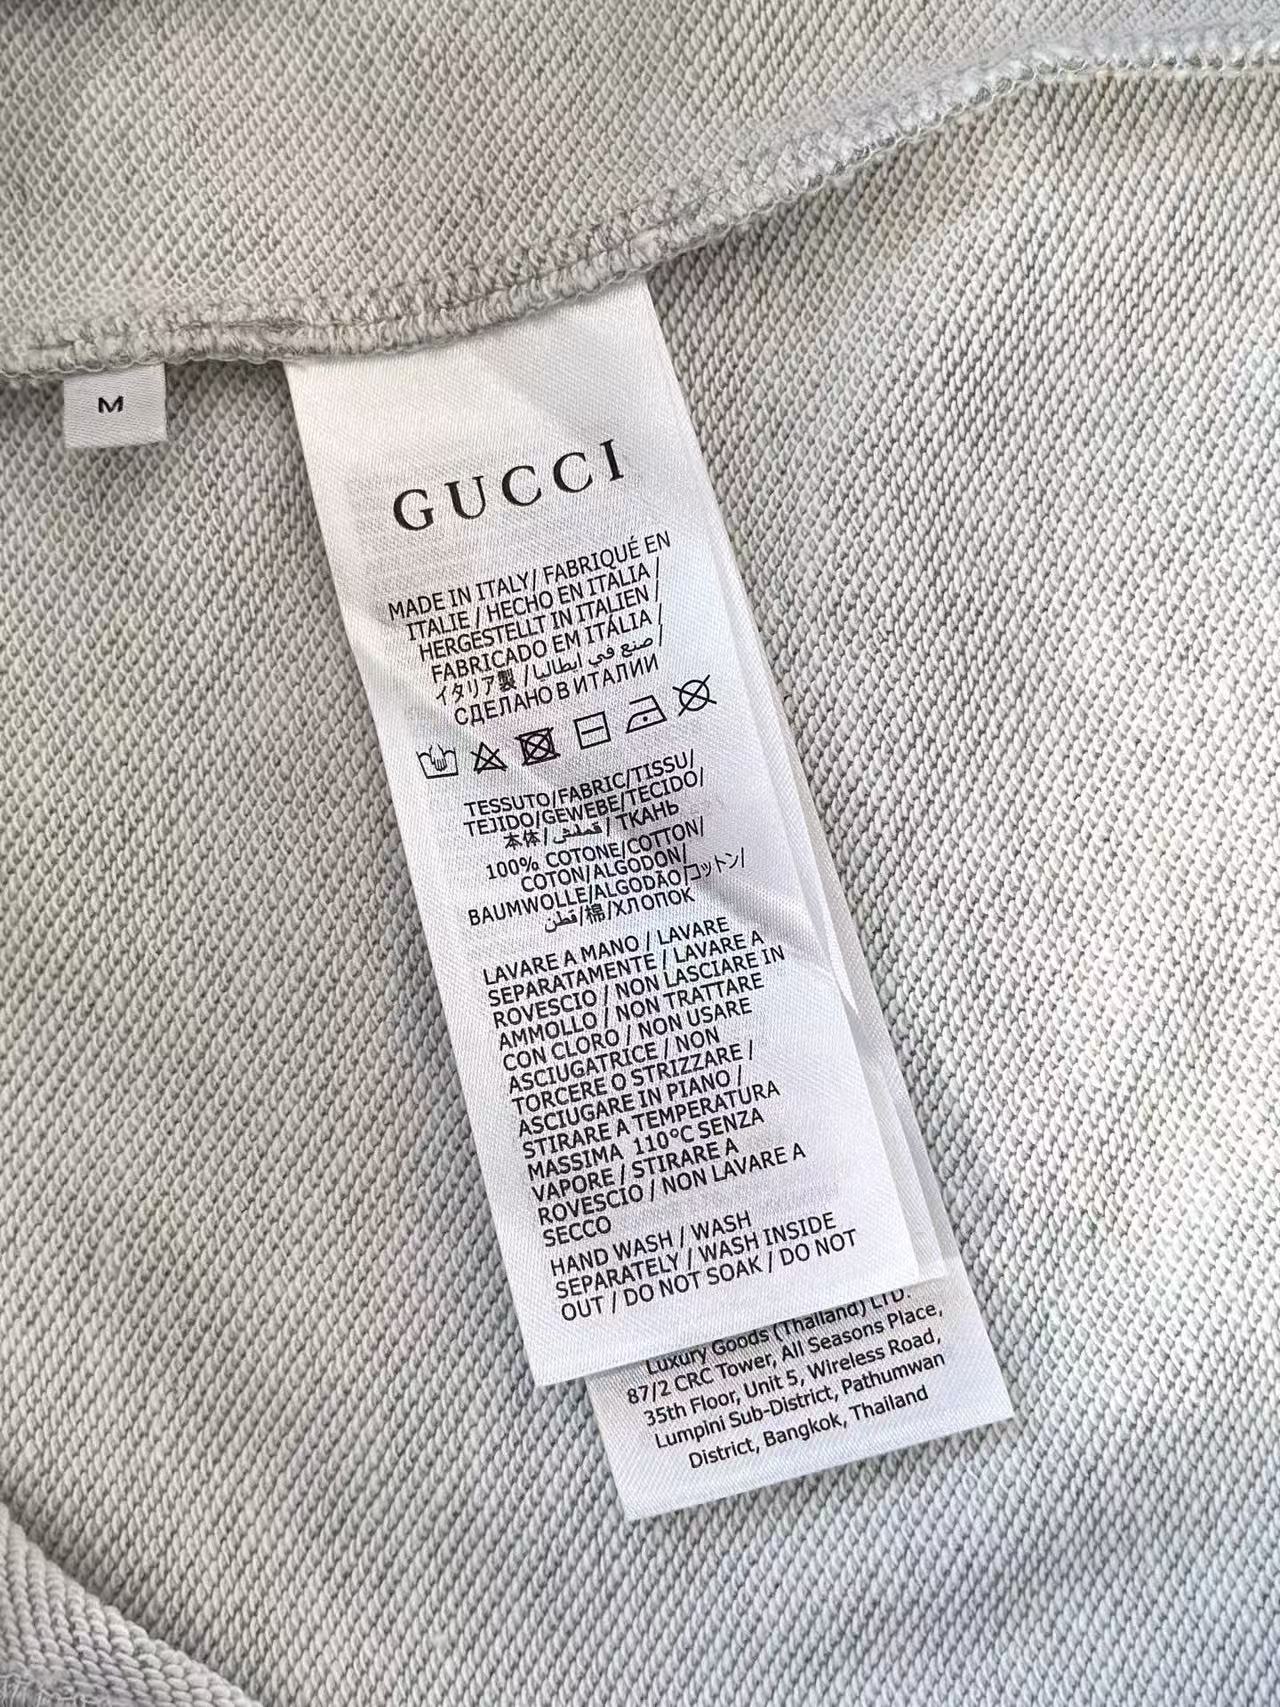 M
GUCCI
MADE IN ITALY/ FABRIQUÉ EN
ITALIE / HECHO EN ITALIA /
HERGESTELLT IN ITALIEN /
FABRICADO EM ITÁLIA /
イタリア製 / صنع في ايطاليا /
СДЕЛАНО В ИТАЛИИ
TESSUTO/FABRIC/TISSU/
TEJIDO/GEWEBE/TECIDO/
本体/قماش/ ТКАНЬ
100% COTONE/COTTON/
COTON/ALGODON/
BAUMWOLLE/ALGODÃO/コットン/
قطن/棉/ХЛОПОК
LAVARE A MANO / LAVARE
SEPARATAMENTE / LAVARE A
ROVESCIO / NON LASCIARE IN
AMMOLLO / NON TRATTARE
CON CLORO / NON USARE
ASCIUGATRICE / NON
TORCERE O STRIZZARE /
ASCIUGARE IN PIANO /
STIRARE A TEMPERATURA
MASSIMA 110°C SENZA
VAPORE / STIRARE A
ROVESCIO / NON LAVARE A
SECCO
HAND WASH / WASH
SEPARATELY / WASH INSIDE
OUT / DO NOT SOAK / DO NOT
Luxury Goods (Thailand) LTD.
87/2 CRC Tower, All Seasons Place,
35th Floor, Unit 5, Wireless Road,
Lumpini Sub-District, Pathumwan
District, Bangkok, Thailand